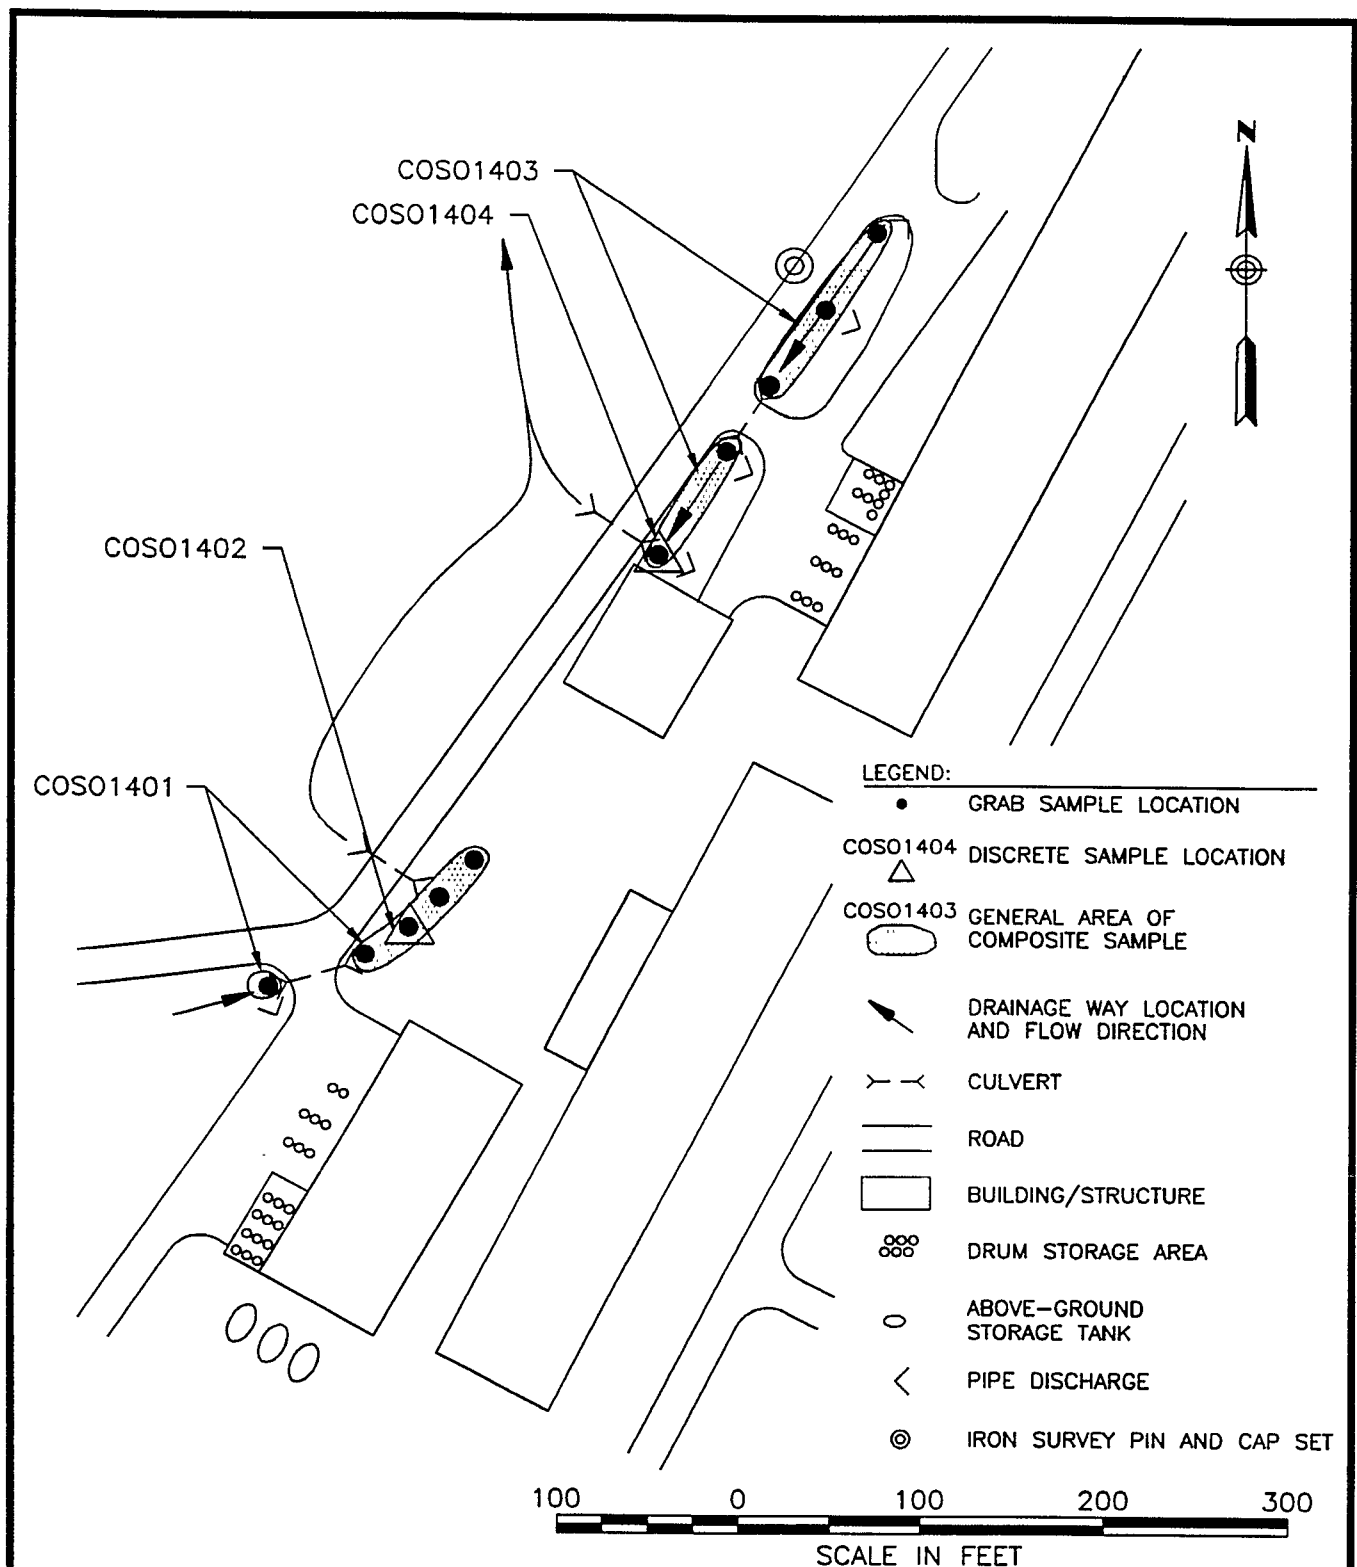 N
COSO1403
COSO1404
COSO1402
COSO1401
LEGEND:
GRAB SAMPLE LOCATION
COSO1404 DISCRETE SAMPLE LOCATION
COSO1403 GENERAL AREA OF
COMPOSITE SAMPLE
DRAINAGE WAY LOCATION
AND FLOW DIRECTION
CULVERT
ROAD
BUILDING/STRUCTURE
DRUM STORAGE AREA
ABOVE-GROUND
STORAGE TANK
PIPE DISCHARGE
IRON SURVEY PIN AND CAP SET
100 0 100 200 300
SCALE IN FEET